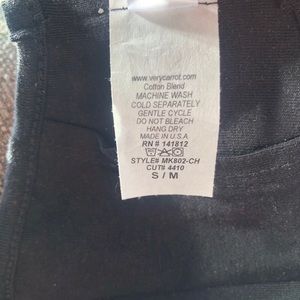 www.verycarrot.com
Cotton Blend
MACHINE WASH
COLD SEPARATELY
GENTLE CYCLE
DO NOT BLEACH
HANG DRY
MADE IN U.S.A
RN # 141812
STYLE# MK802-CH
CUT# 4410
S / M